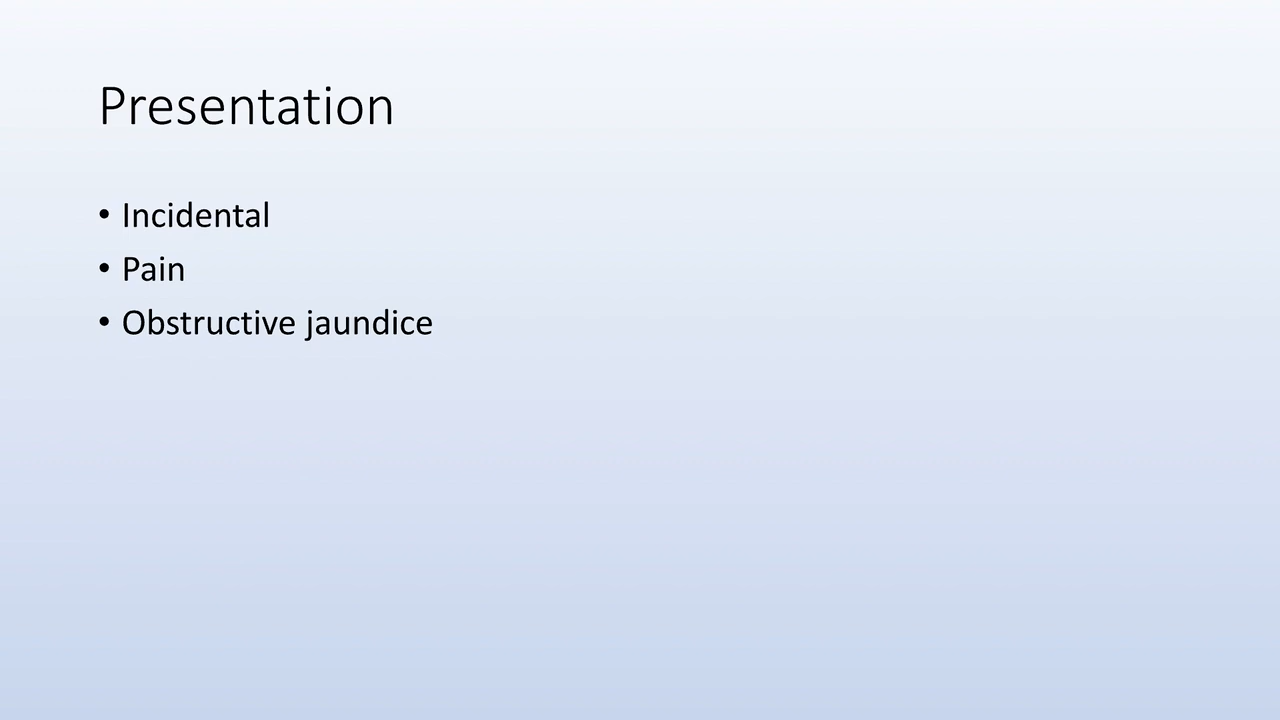 Presentation
• Incidental
• Pain
• Obstructive jaundice